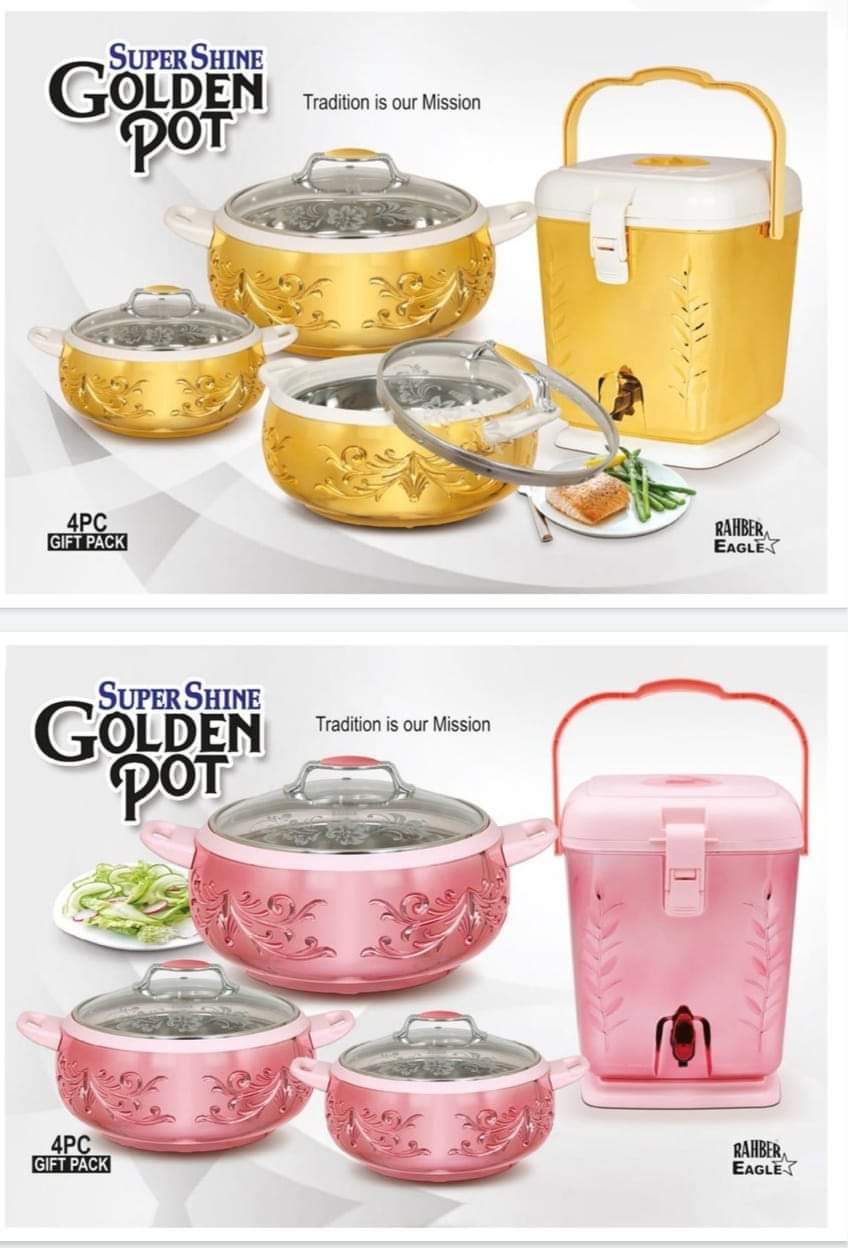 SUPER SHINE
GOLDEN
POT
Tradition is our Mission
4PC
GIFT PACK
RAHBER
EAGLE
SUPER SHINE
GOLDEN
POT
Tradition is our Mission
4PC
GIFT PACK
RAHBER
EAGLE